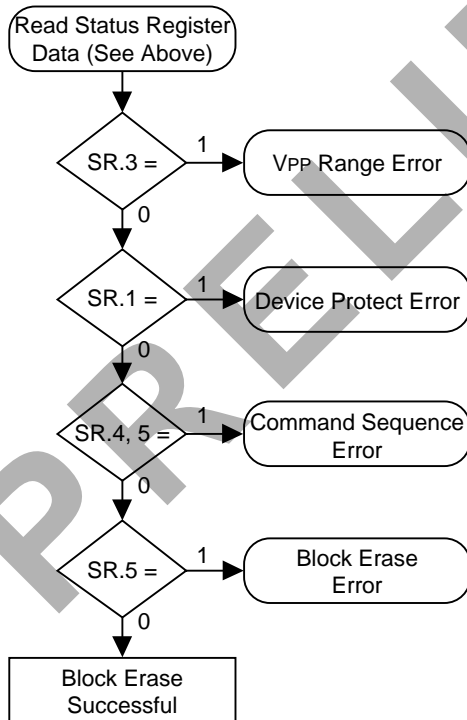 Read Status Register
Data (See Above)
SR.3 =
1
VPP Range Error
0
SR.1 =
1
Device Protect Error
0
SR.4, 5 =
1
Command Sequence
Error
0
SR.5 =
1
Block Erase
Error
0
Block Erase
Successful
PRELI